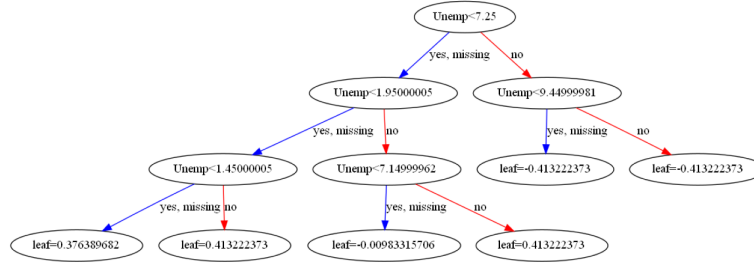 Unemp<7.25
yes, missing
no
Unemp<1.95000005
Unemp<9.44999981
yes, missing
no
yes, missing
no
Unemp<1.45000005
Unemp<7.14999962
leaf=-0.413222373
leaf=-0.413222373
yes, missing
no
yes, missing
no
leaf=0.376389682
leaf=0.413222373
leaf=-0.00983315706
leaf=0.413222373